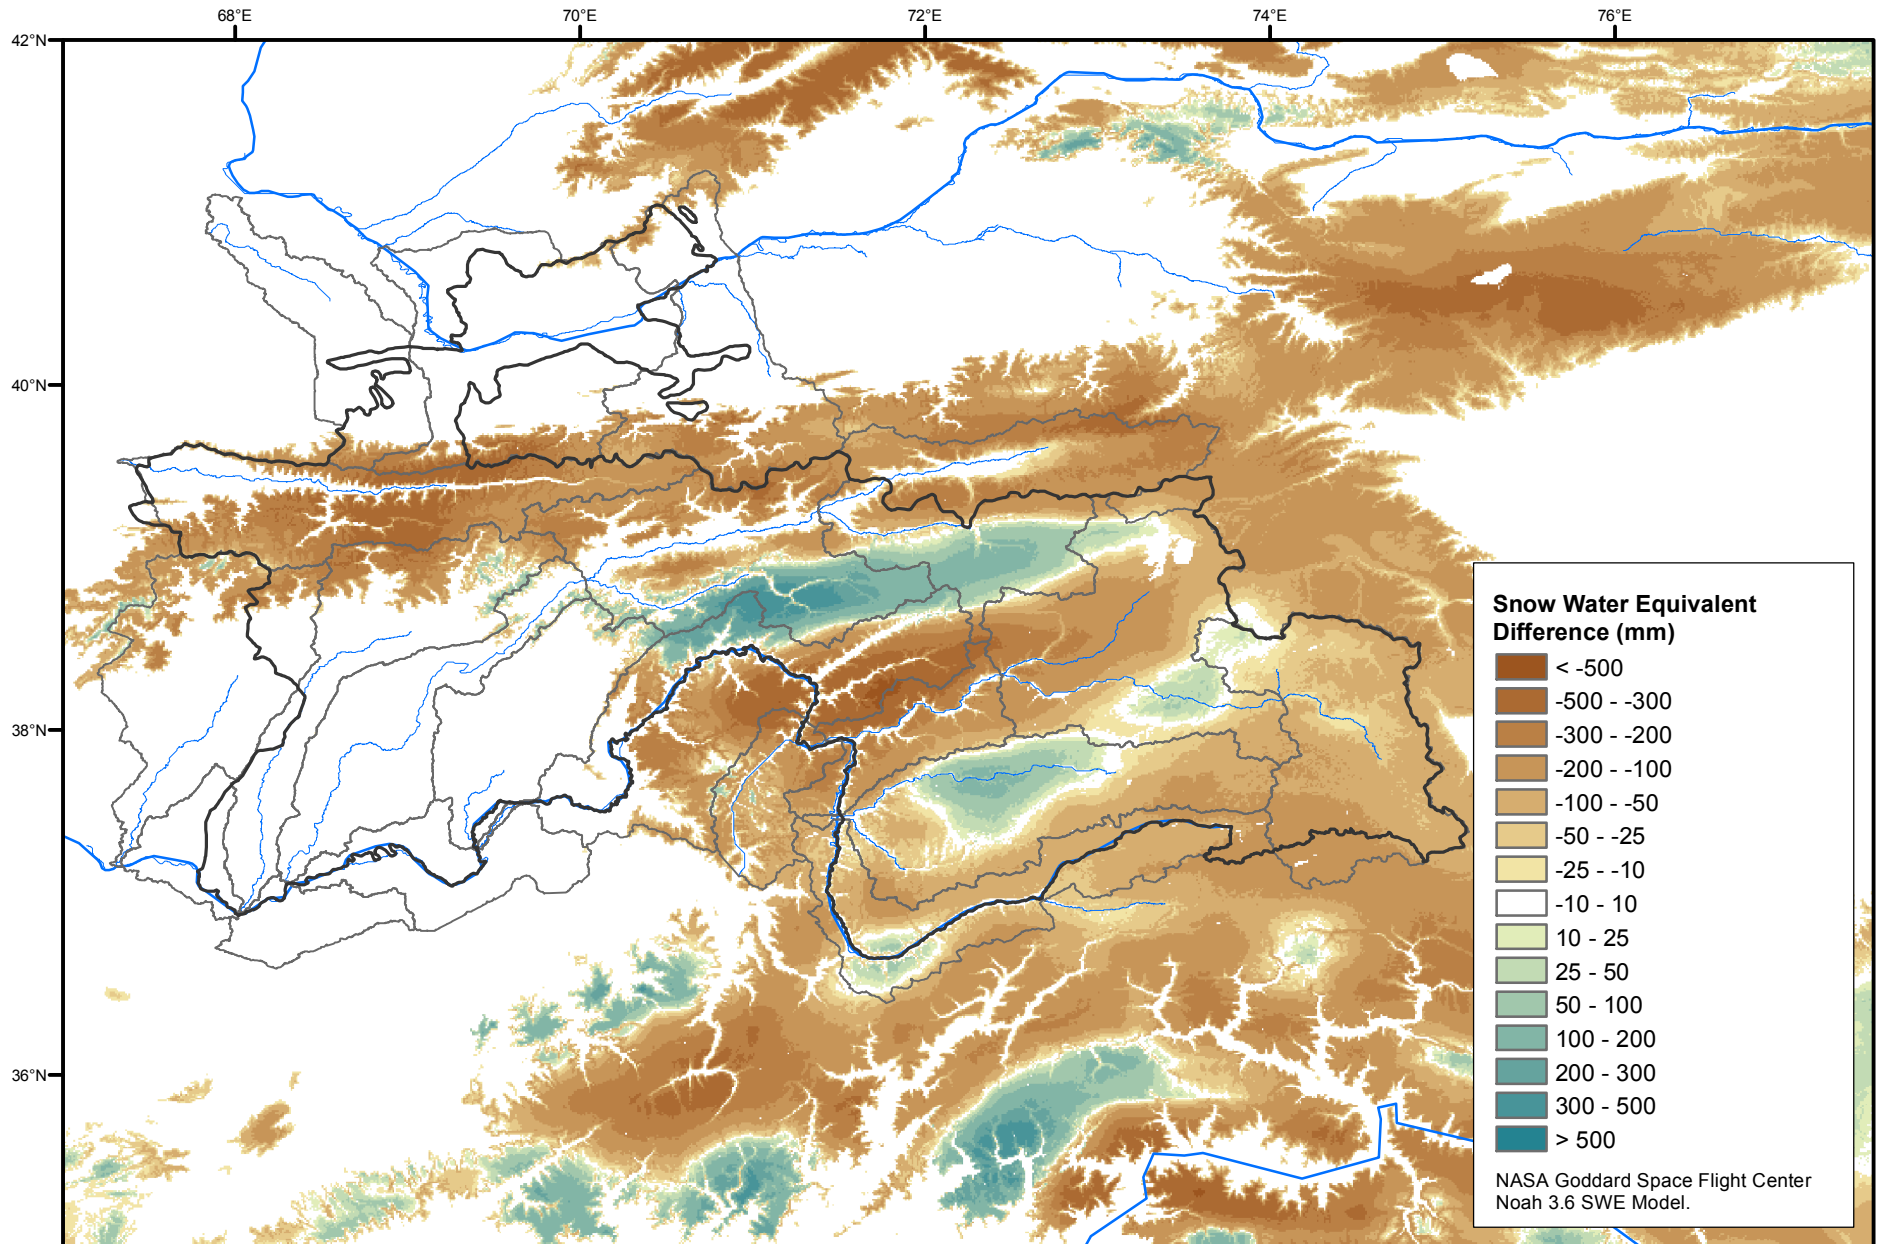 68°E 70°E 72°E 74°E 76°E
42°N
40°N
38°N
36°N
Snow Water Equivalent
Difference (mm)
< -500
-500 - -300
-300 - -200
-200 - -100
-100 - -50
-50 - -25
-25 - -10
-10 - 10
10 - 25
25 - 50
50 - 100
100 - 200
200 - 300
300 - 500
> 500
NASA Goddard Space Flight Center
Noah 3.6 SWE Model.